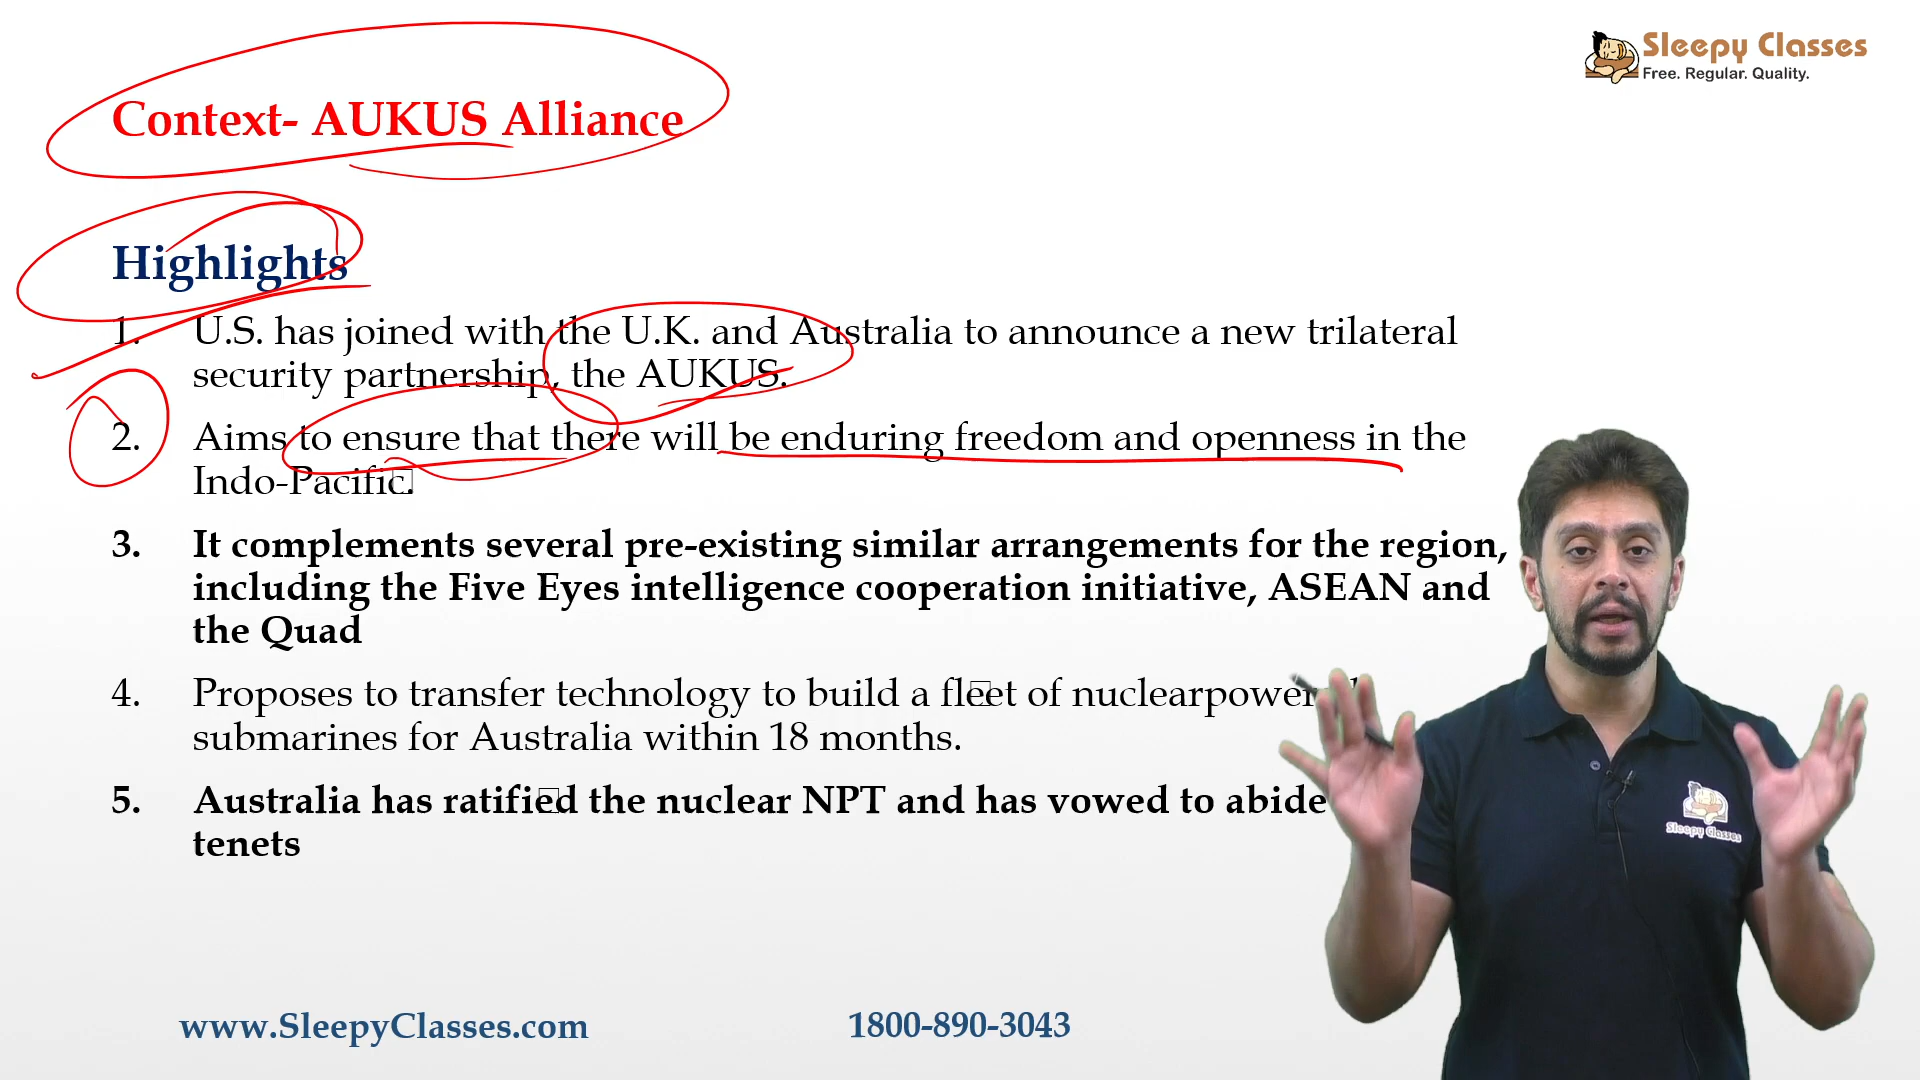 Sleepy Classes
Free. Regular. Quality.
Context- AUKUS Alliance
Highlights
1. U.S. has joined with the U.K. and Australia to announce a new trilateral
security partnership, the AUKUS.
2. Aims to ensure that there will be enduring freedom and openness in the
Indo-Pacific.
3. It complements several pre-existing similar arrangements for the region,
including the Five Eyes intelligence cooperation initiative, ASEAN and
the Quad
4. Proposes to transfer technology to build a fleet of
submarines for Australia within 18 months.
5. Australia has ratified the nuclear NPT and has vowed to abide
tenets
Sleepy Classes
www.SleepyClasses.com
1800-890-3043